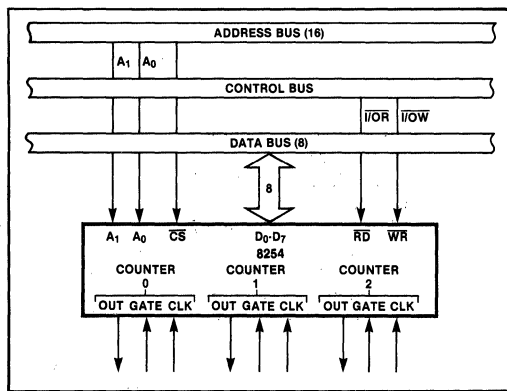 ADDRESS BUS (16)
A₁ A₀
CONTROL BUS
I/OR I/OW
DATA BUS (8)
8
A₁ A₀ CS D₀-D₇ RD WR
8254
COUNTER COUNTER COUNTER
0 1 2
OUT GATE CLK OUT GATE CLK OUT GATE CLK